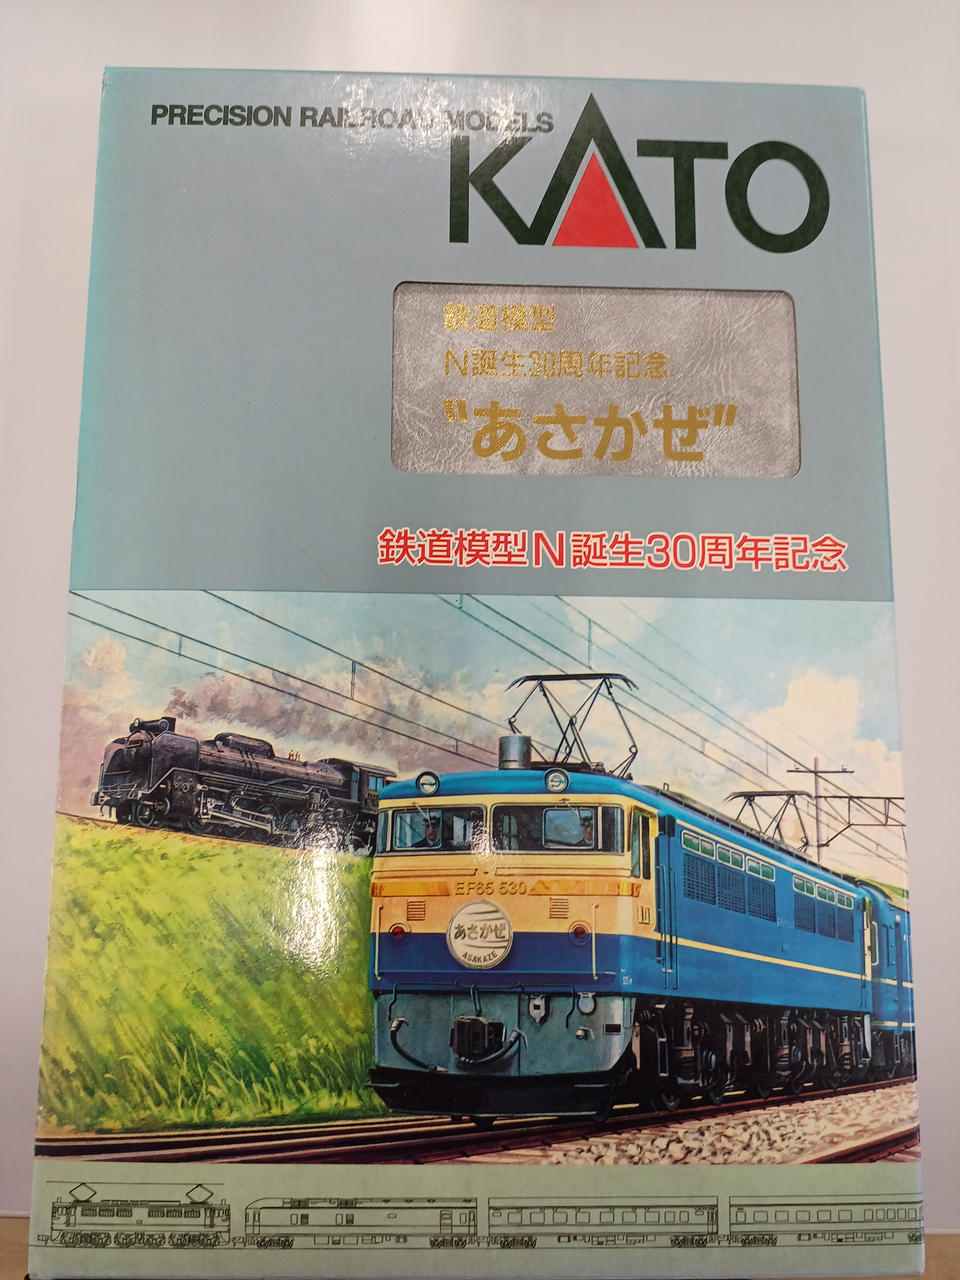 PRECISION RAILROAD MODELS
KATO
鉄道模型
N誕生30周年記念
"あさかぜ"
鉄道模型N誕生30周年記念
EF65 530
あさかぜ
ASAKAZE